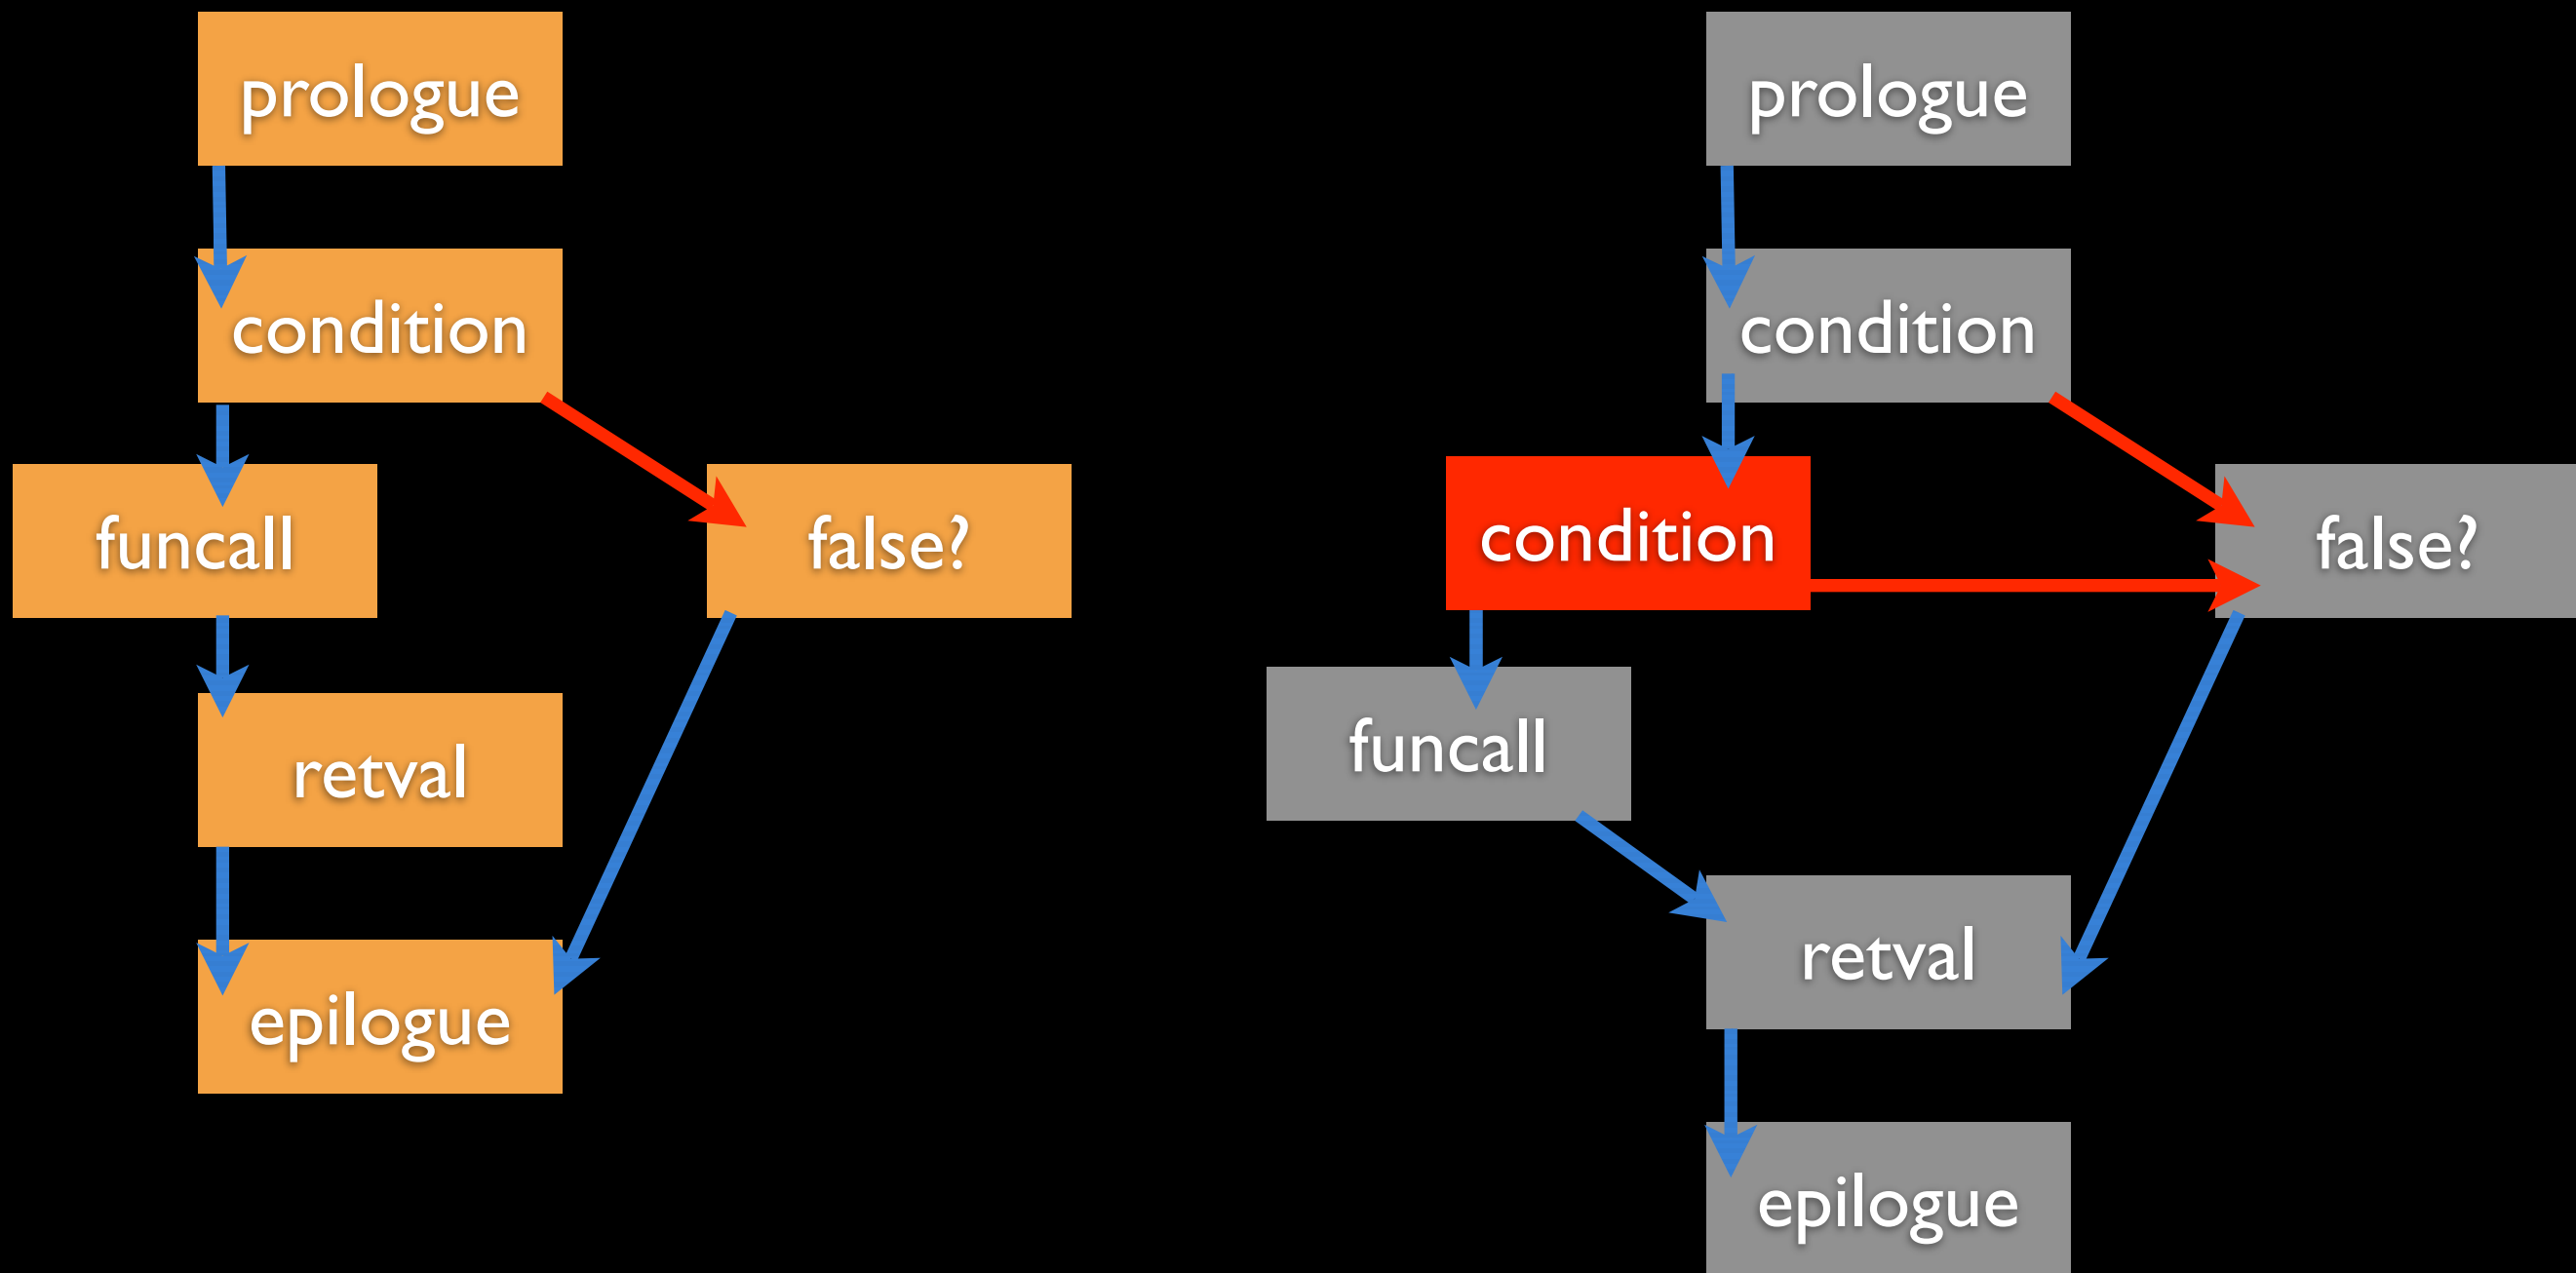 prologue
condition
funcall
false?
retval
epilogue
prologue
condition
condition
false?
funcall
retval
epilogue